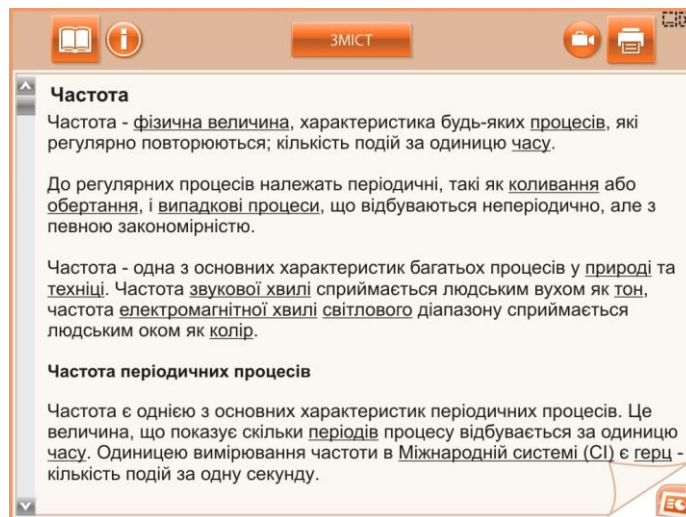 ЗМІСТ
Частота
Частота - фізична величина, характеристика будь-яких процесів, які
регулярно повторюються; кількість подій за одиницю часу.
До регулярних процесів належать періодичні, такі як коливання або
обертання, і випадкові процеси, що відбуваються неперіодично, але з
певною закономірністю.
Частота - одна з основних характеристик багатьох процесів у природі та
техніці. Частота звукової хвилі сприймається людським вухом як тон,
частота електромагнітної хвилі світлового діапазону сприймається
людським оком як колір.
Частота періодичних процесів
Частота є однією з основних характеристик періодичних процесів. Це
величина, що показує скільки періодів процесу відбувається за одиницю
часу. Одиницею вимірювання частоти в Міжнародній системі (СІ) є герц -
кількість подій за одну секунду.